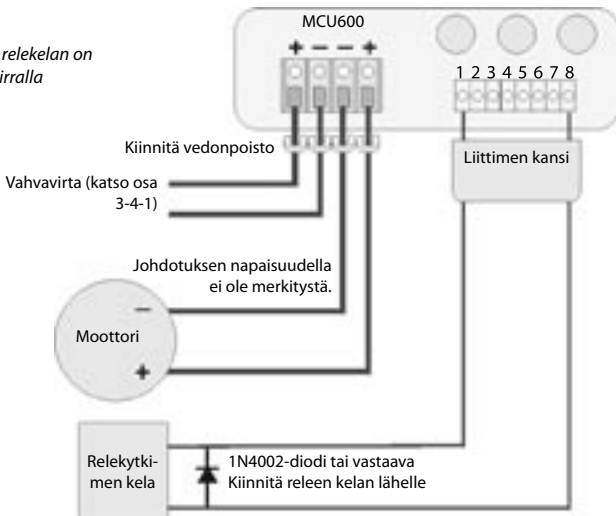 relekelan on
irralla
MCU600
+ − − +
1 2 3 4 5 6 7 8
Kiinnitä vedonpoisto
Liittimen kansi
Vahvavirta (katso osa
3-4-1)
Johdotuksen napaisuudella
ei ole merkitystä.
−
Moottori
+
Relekytki-
men kela
1N4002-diodi tai vastaava
Kiinnitä releen kelan lähelle